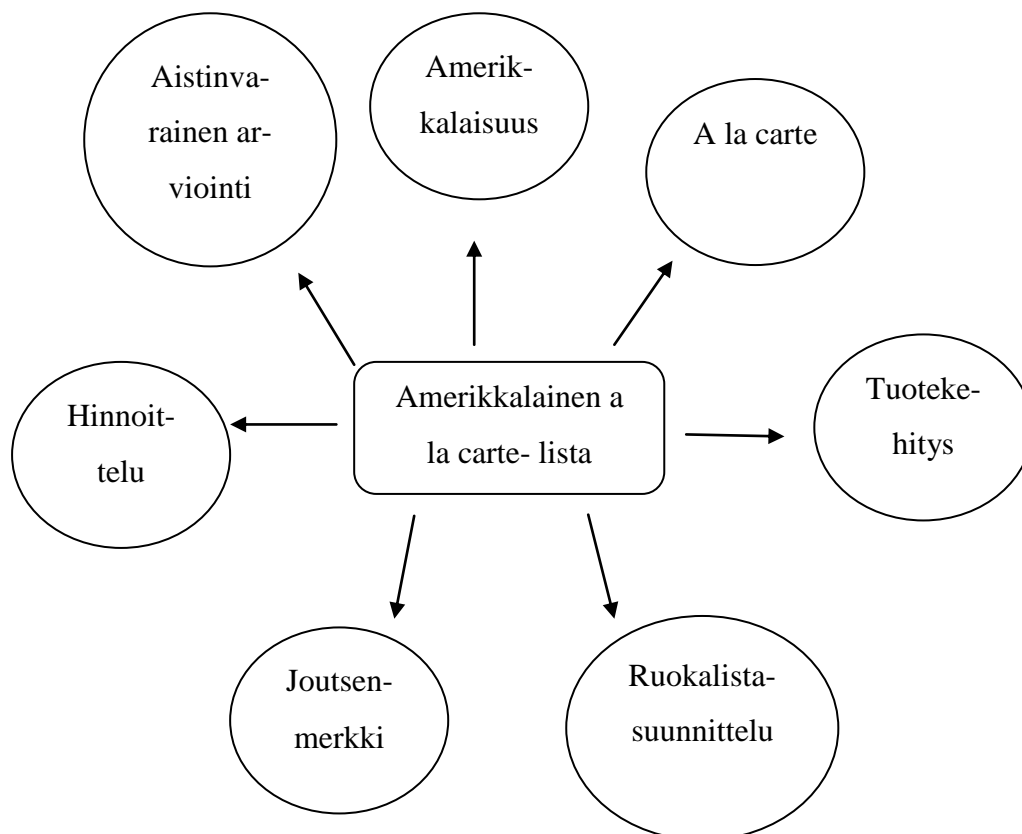 Aistinva-
rainen ar-
viointi
Amerik-
kalaisuus
A la carte
Hinnoit-
telu
Amerikkalainen a
la carte- lista
Tuoteke-
hitys
Joutsen-
merkki
Ruokalista-
suunnittelu